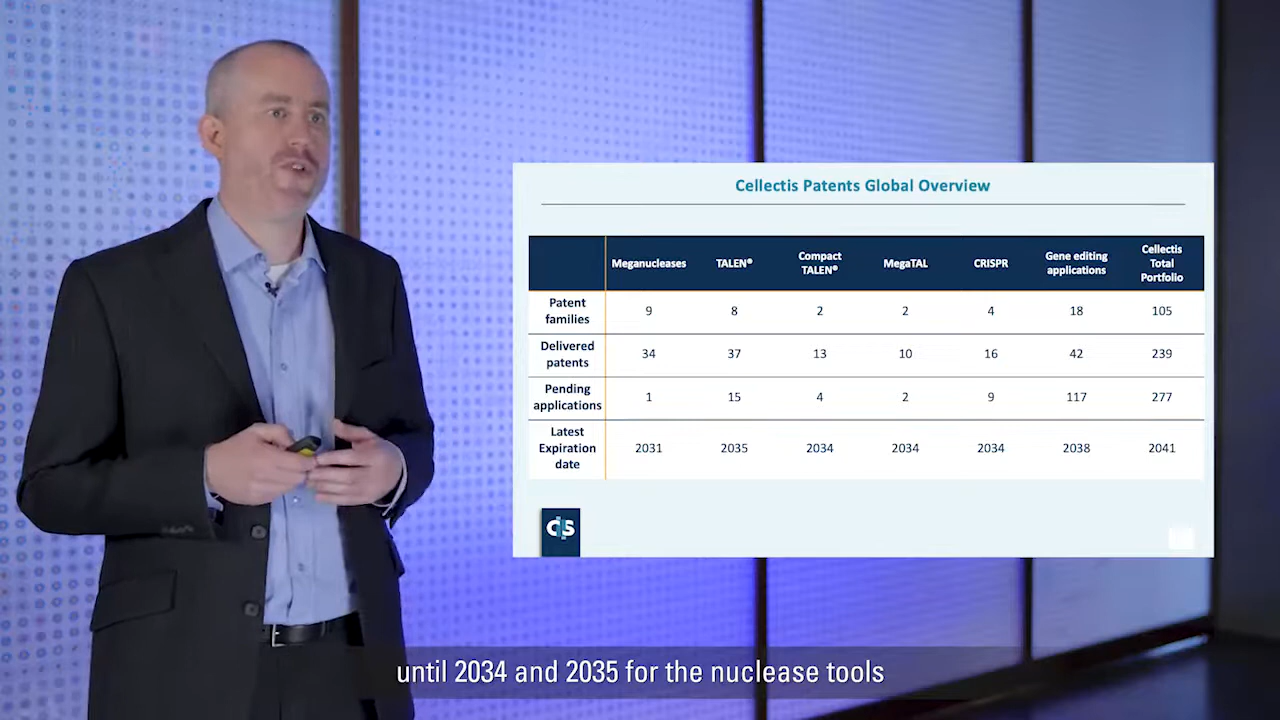 Cellectis Patents Global Overview
Meganucleases TALEN® Compact TALEN® MegaTAL CRISPR Gene editing applications Cellectis Total Portfolio
Patent families 9 8 2 2 4 18 105
Delivered patents 34 37 13 10 16 42 239
Pending applications 1 15 4 2 9 117 277
Latest Expiration date 2031 2035 2034 2034 2034 2038 2041
until 2034 and 2035 for the nuclease tools